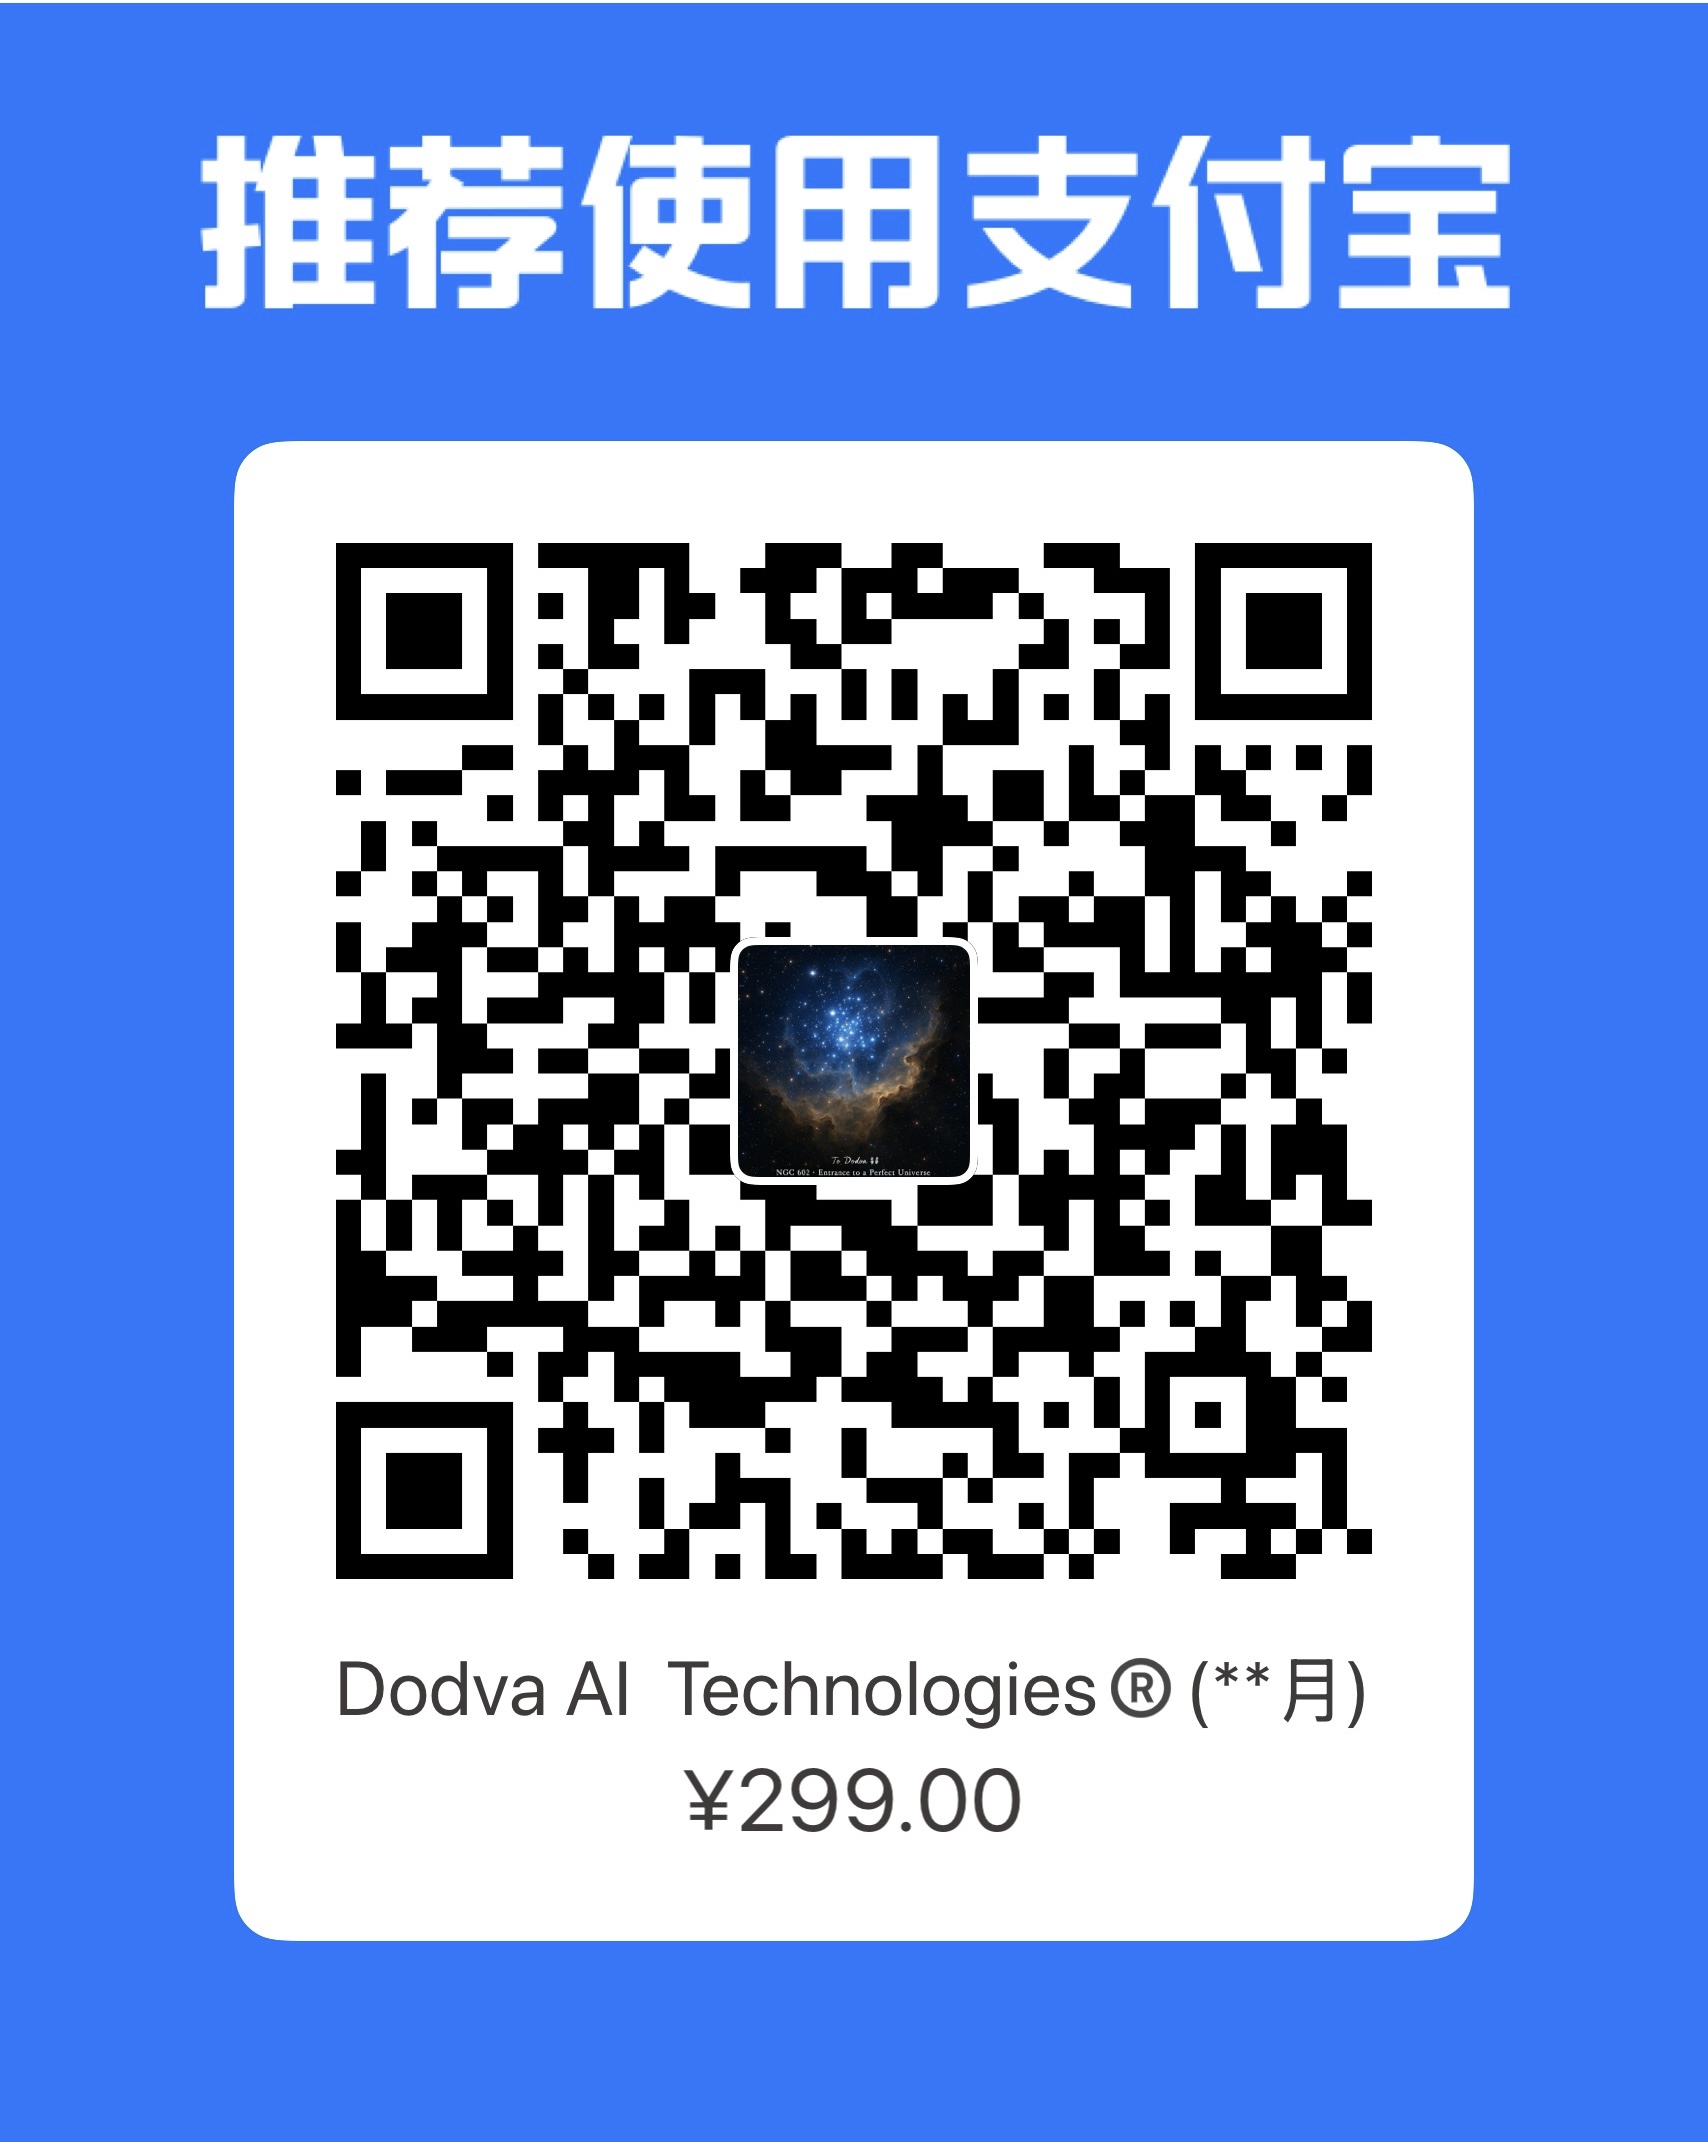 推荐使用支付宝
To Dodva
NGC 602 · Entrance to a Perfect Universe
Dodva AI Technologies®(**月)
¥299.00